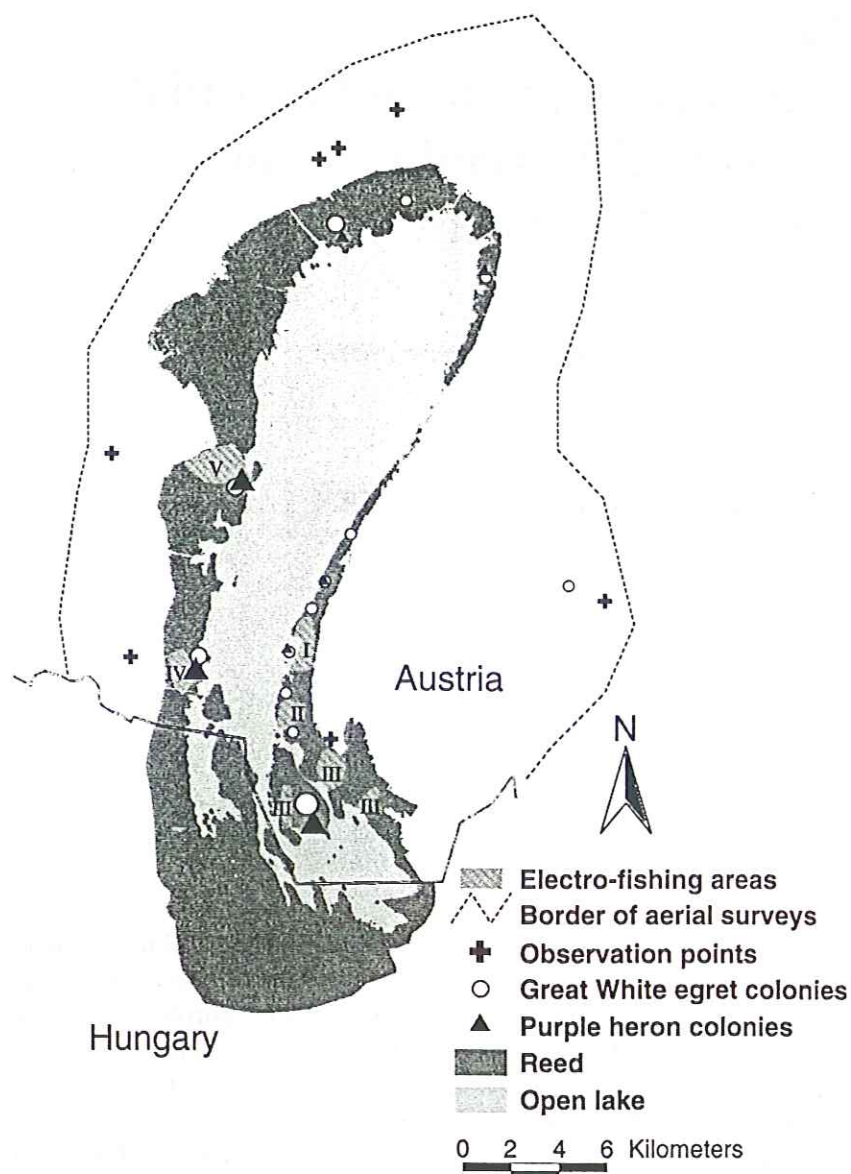 V
I
IV
Austria
II
N
III
III
III
Electro-fishing areas
Border of aerial surveys
Observation points
Great White egret colonies
Purple heron colonies
Hungary
Reed
Open lake
0 2 4 6 Kilometers